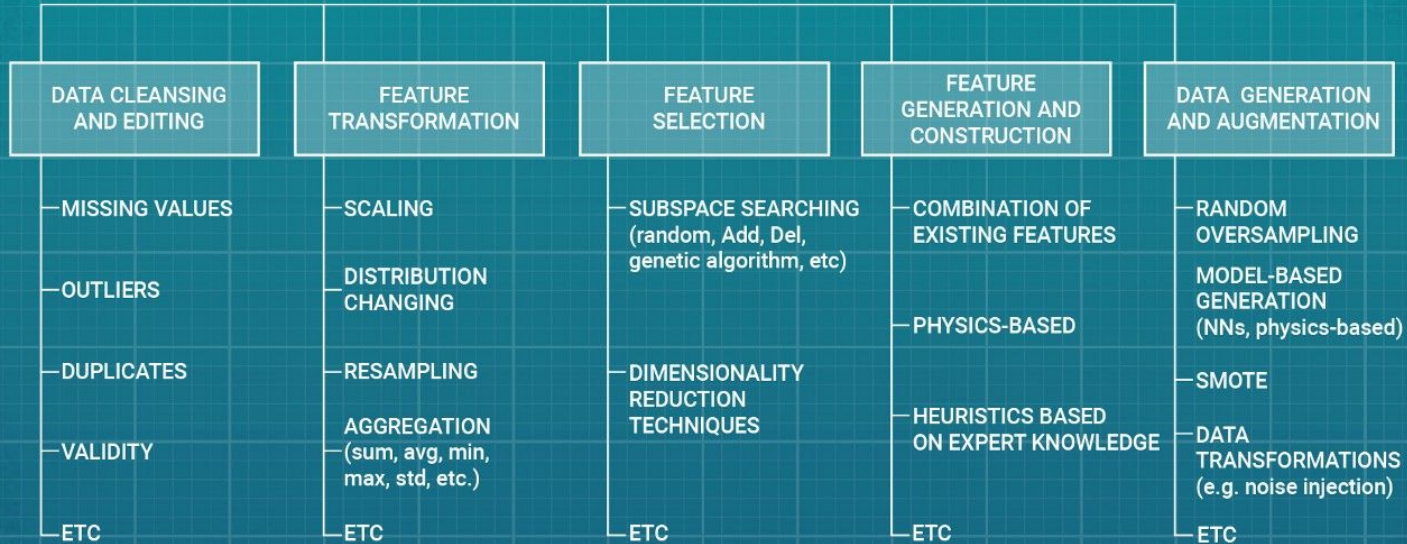 DATA CLEANSING
AND EDITING
MISSING VALUES
OUTLIERS
DUPLICATES
VALIDITY
ETC
FEATURE
TRANSFORMATION
SCALING
DISTRIBUTION
CHANGING
RESAMPLING
AGGREGATION
(sum, avg, min,
max, std, etc.)
ETC
FEATURE
SELECTION
SUBSPACE SEARCHING
(random, Add, Del,
genetic algorithm, etc)
DIMENSIONALITY
REDUCTION
TECHNIQUES
ETC
FEATURE
GENERATION AND
CONSTRUCTION
COMBINATION OF
EXISTING FEATURES
PHYSICS-BASED
HEURISTICS BASED
ON EXPERT KNOWLEDGE
ETC
DATA GENERATION
AND AUGMENTATION
RANDOM
OVERSAMPLING
MODEL-BASED
GENERATION
(NNs, physics-based)
SMOTE
DATA
TRANSFORMATIONS
(e.g. noise injection)
ETC